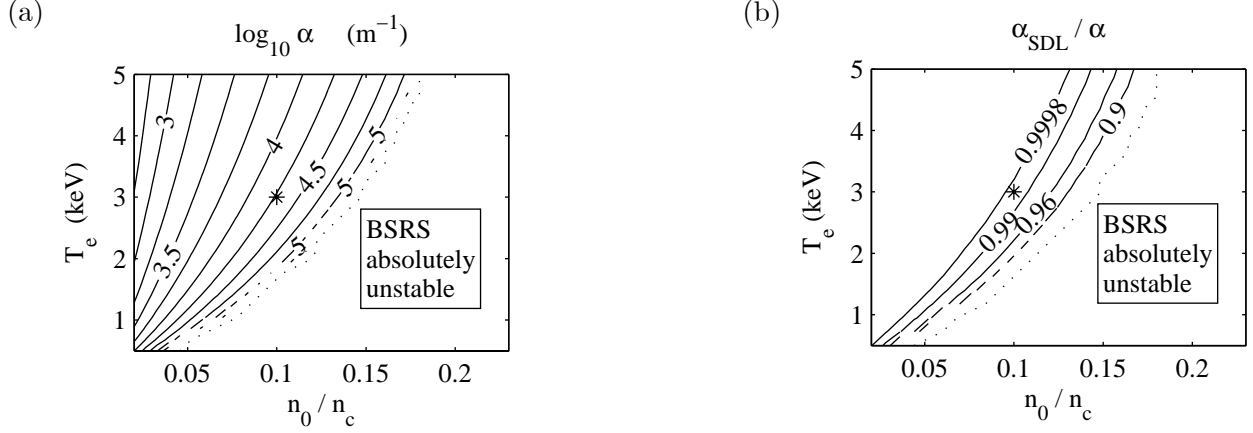 (a)
log₁₀ α (m⁻¹)
5
4
3
2
1
T_e (keV)
3
3.5
4
4.5
5
5
5
BSRS
absolutely
unstable
0.05 0.1 0.15 0.2
n₀ / n_c
(b)
α_SDL / α
5
4
3
2
1
T_e (keV)
0.9998
0.9
0.99
0.96
BSRS
absolutely
unstable
0.05 0.1 0.15 0.2
n₀ / n_c